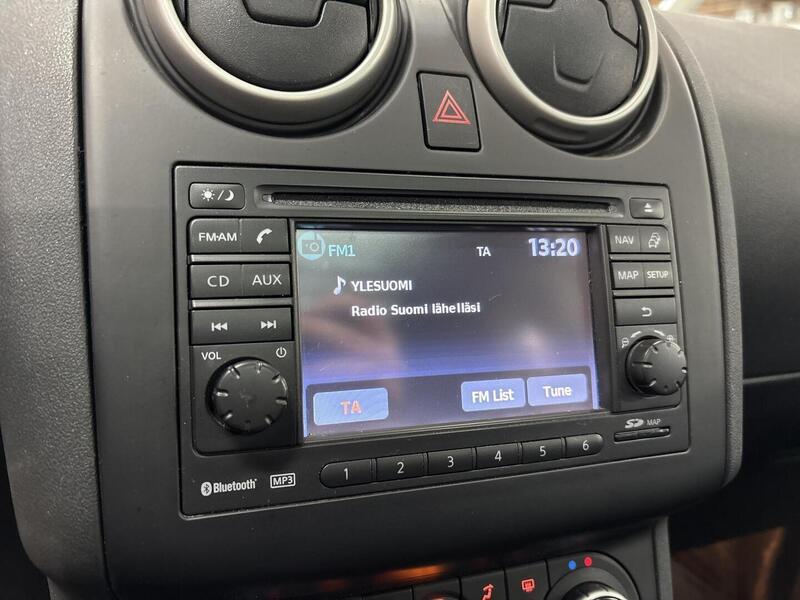 FM·AM
CD AUX
VOL
FM1 TA 13:20
YLESUOMI
Radio Suomi lähelläsi
TA FM List Tune
NAV
MAP SETUP
SD MAP
Bluetooth MP3
1 2 3 4 5 6